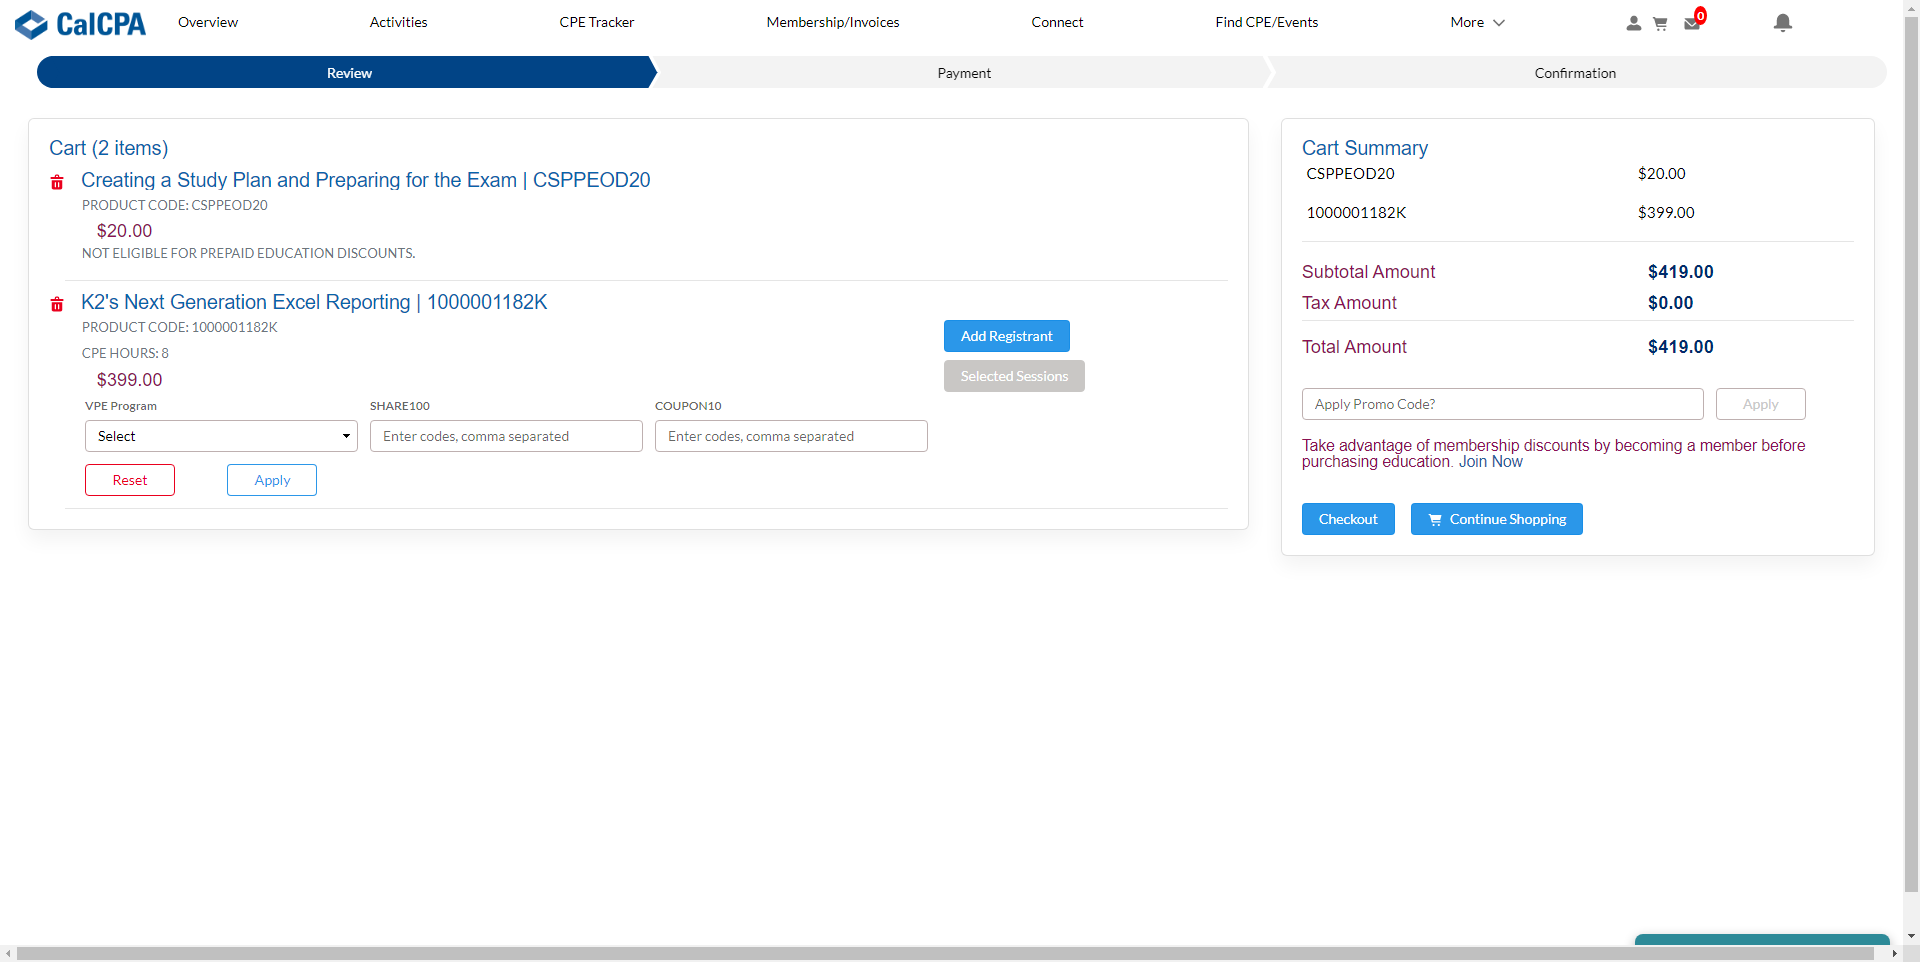 CalCPA
Overview
Activities
CPE Tracker
Membership/Invoices
Connect
Find CPE/Events
More
0
Review
Payment
Confirmation
Cart (2 items)
Creating a Study Plan and Preparing for the Exam | CSPPEOD20
PRODUCT CODE: CSPPEOD20
$20.00
NOT ELIGIBLE FOR PREPAID EDUCATION DISCOUNTS.
K2's Next Generation Excel Reporting | 1000001182K
PRODUCT CODE: 1000001182K
CPE HOURS: 8
$399.00
Add Registrant
Selected Sessions
VPE Program
SHARE100
COUPON10
Select
Enter codes, comma separated
Enter codes, comma separated
Reset
Apply
Cart Summary
CSPPEOD20 $20.00
1000001182K $399.00
Subtotal Amount $419.00
Tax Amount $0.00
Total Amount $419.00
Apply Promo Code?
Apply
Take advantage of membership discounts by becoming a member before
purchasing education. Join Now
Checkout
Continue Shopping